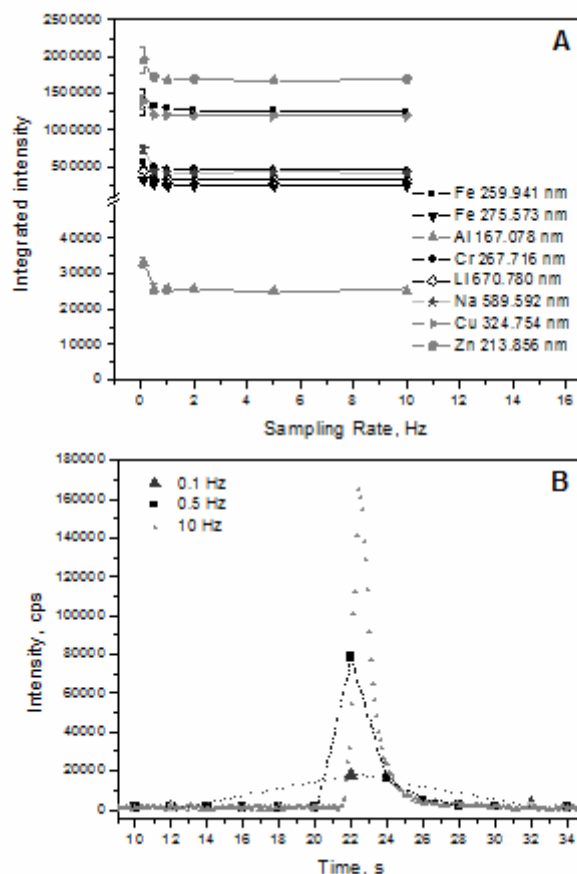 A
Integrated intensity
2500000
2000000
1500000
1000000
500000
40000
30000
20000
10000
0
Fe 259.941 nm
Fe 275.573 nm
Al 167.078 nm
Cr 267.716 nm
Li 670.780 nm
Na 589.592 nm
Cu 324.754 nm
Zn 213.856 nm
0 2 4 6 8 10 12 14 16
Sampling Rate, Hz
B
Intensity, cps
180000
160000
140000
120000
100000
80000
60000
40000
20000
0
0.1 Hz
0.5 Hz
10 Hz
10 12 14 16 18 20 22 24 26 28 30 32 34
Time, s